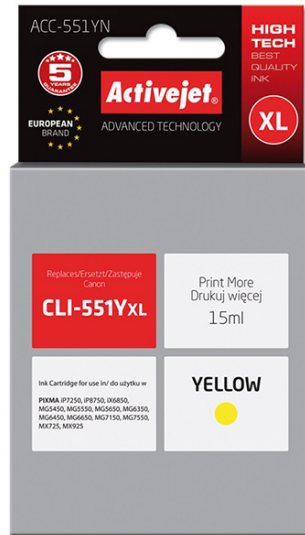 ACC-551YN
5
YEARS
GUARANTEE
EUROPEAN
BRAND
Activejet®
ADVANCED TECHNOLOGY
HIGH
TECH
BEST
QUALITY
INK
XL
Replaces/Ersetzt/Zastępuje
Canon
CLI-551YXL
Print More
Drukuj więcej
15ml
Ink Cartridge for use in/ do użytku w
PIXMA iP7250, iP8750, iX6850,
MG5450, MG5550, MG5650, MG6350,
MG6450, MG6650, MG7150, MG7550,
MX725, MX925
YELLOW